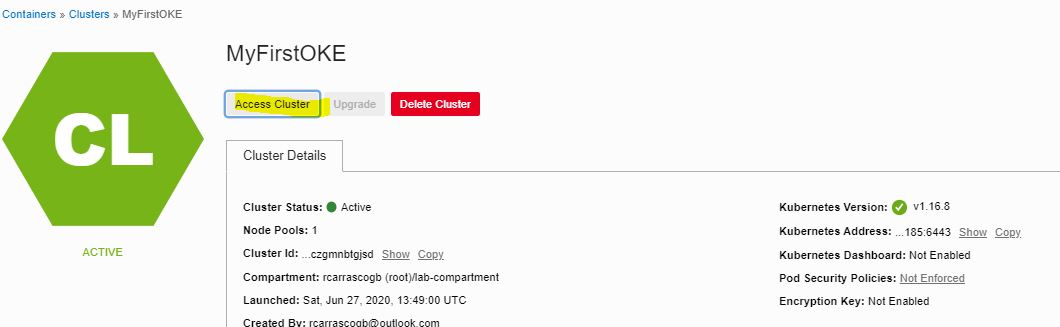 Containers » Clusters » MyFirstOKE
MyFirstOKE
CL
ACTIVE
Access Cluster Upgrade Delete Cluster
Cluster Details
Cluster Status: Active
Node Pools: 1
Cluster Id: ...czgmnbtgjsd Show Copy
Compartment: rcarrascogb (root)/lab-compartment
Launched: Sat, Jun 27, 2020, 13:49:00 UTC
Created By: rcarrascogb@outlook.com
Kubernetes Version: v1.16.8
Kubernetes Address: ...185:6443 Show Copy
Kubernetes Dashboard: Not Enabled
Pod Security Policies: Not Enforced
Encryption Key: Not Enabled